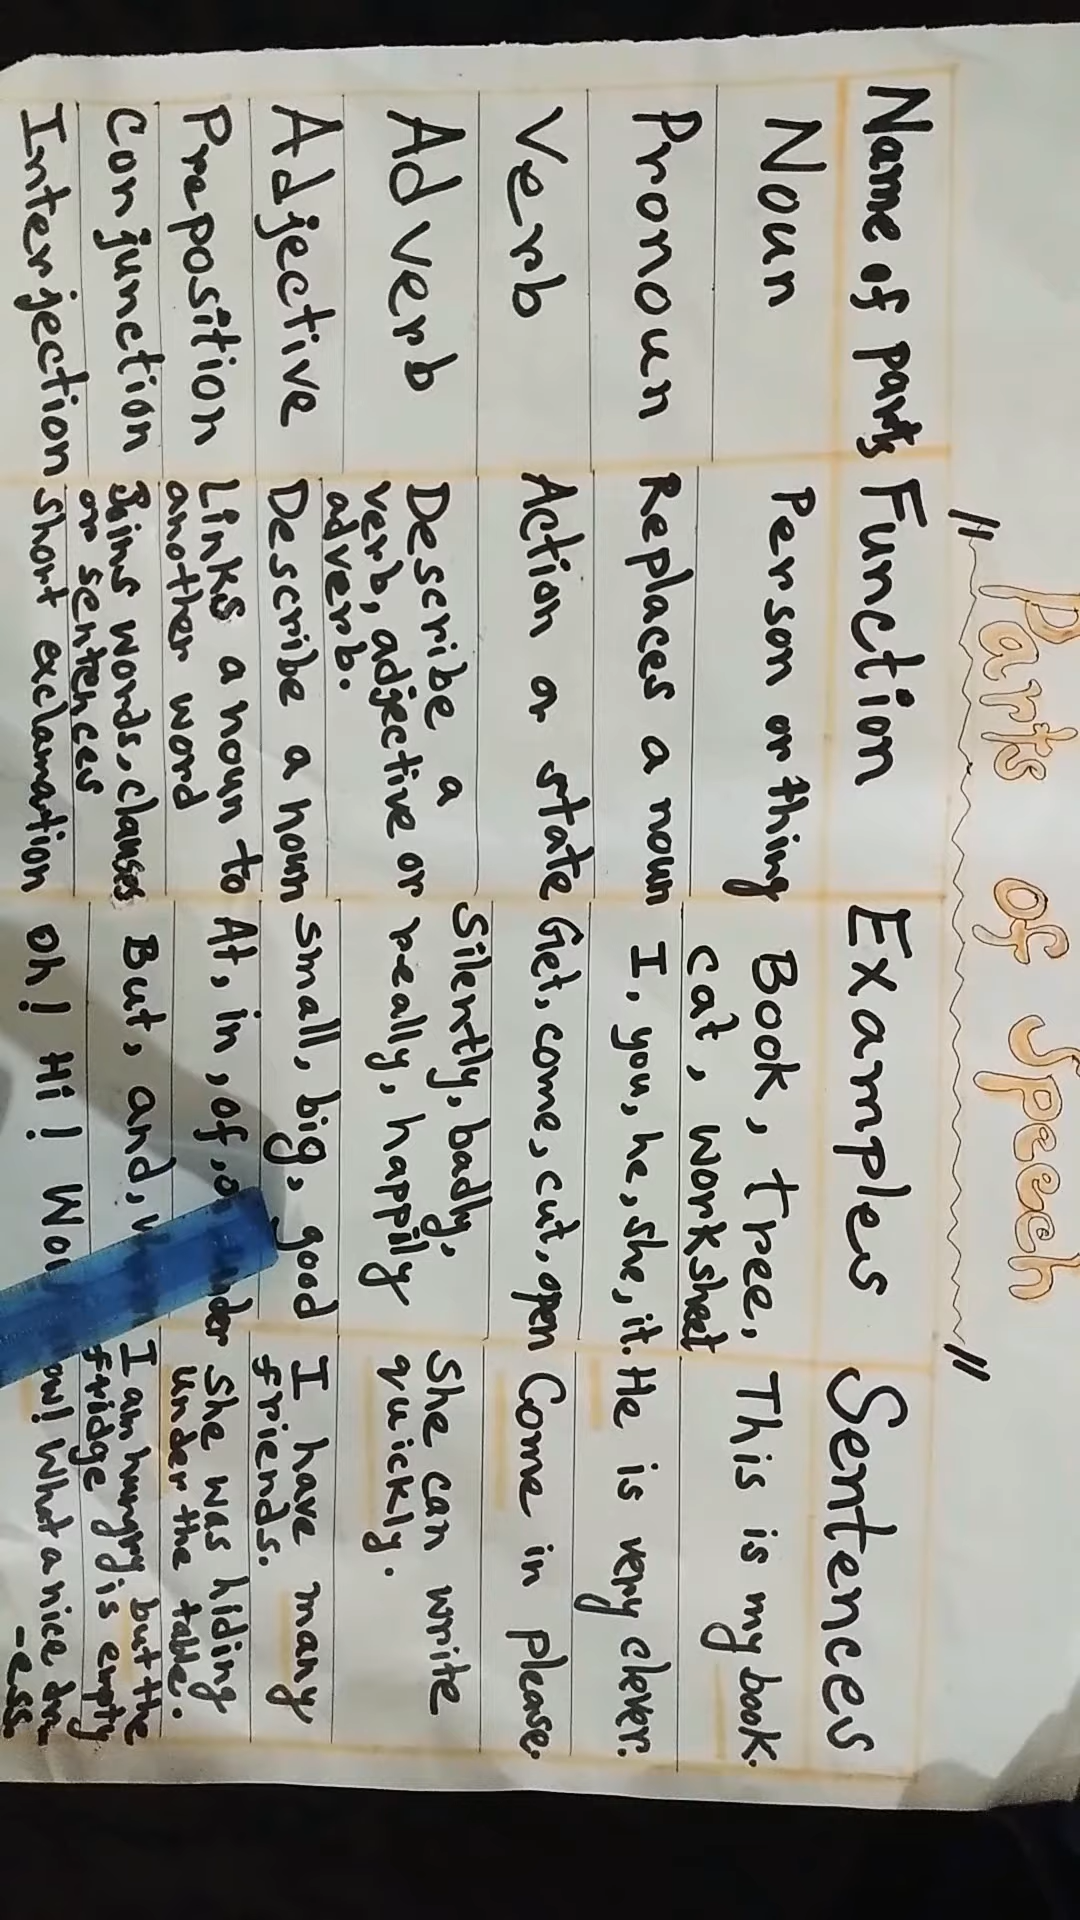 "Parts of Speech"
Name of parts Function Examples Sentences
Noun Person or thing Book, tree, This is my book.
cat, worksheet
Pronoun Replaces a noun I, you, he, she, it. He is very clever.
Verb Action or state Get, come, cut, open Come in please.
Adverb Describe a Silently, badly, She can write
verb, adjective or really, happily quickly.
adverb.
Adjective Describe a noun small, big, good I have many
friends.
Preposition Links a noun to At, in, of, under She was hiding
another word under the table.
Conjunction Joins words, clauses But, and, I am hungry but the
or sentences fridge is empty
Interjection Short exclamation Oh! Hi! What a nice dr-
-ess.